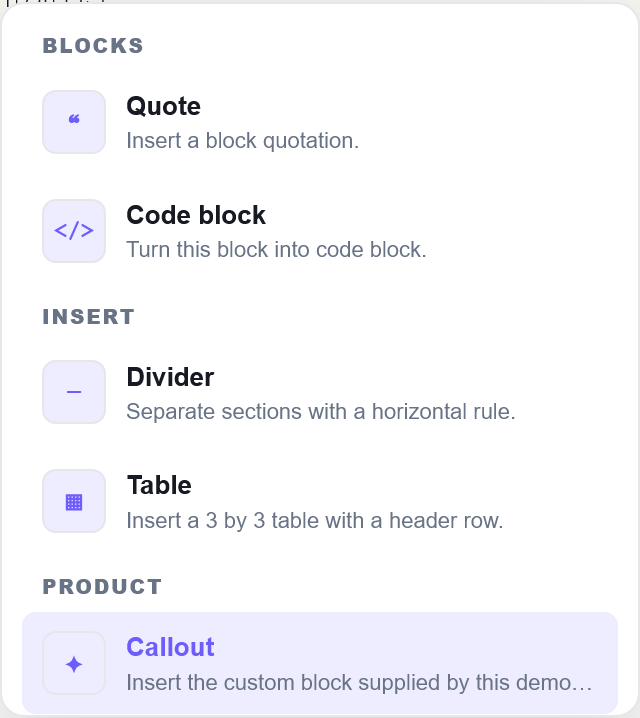 BLOCKS
❝
Quote
Insert a block quotation.
</>
Code block
Turn this block into code block.
INSERT
—
Divider
Separate sections with a horizontal rule.
▦
Table
Insert a 3 by 3 table with a header row.
PRODUCT
✦
Callout
Insert the custom block supplied by this demo…